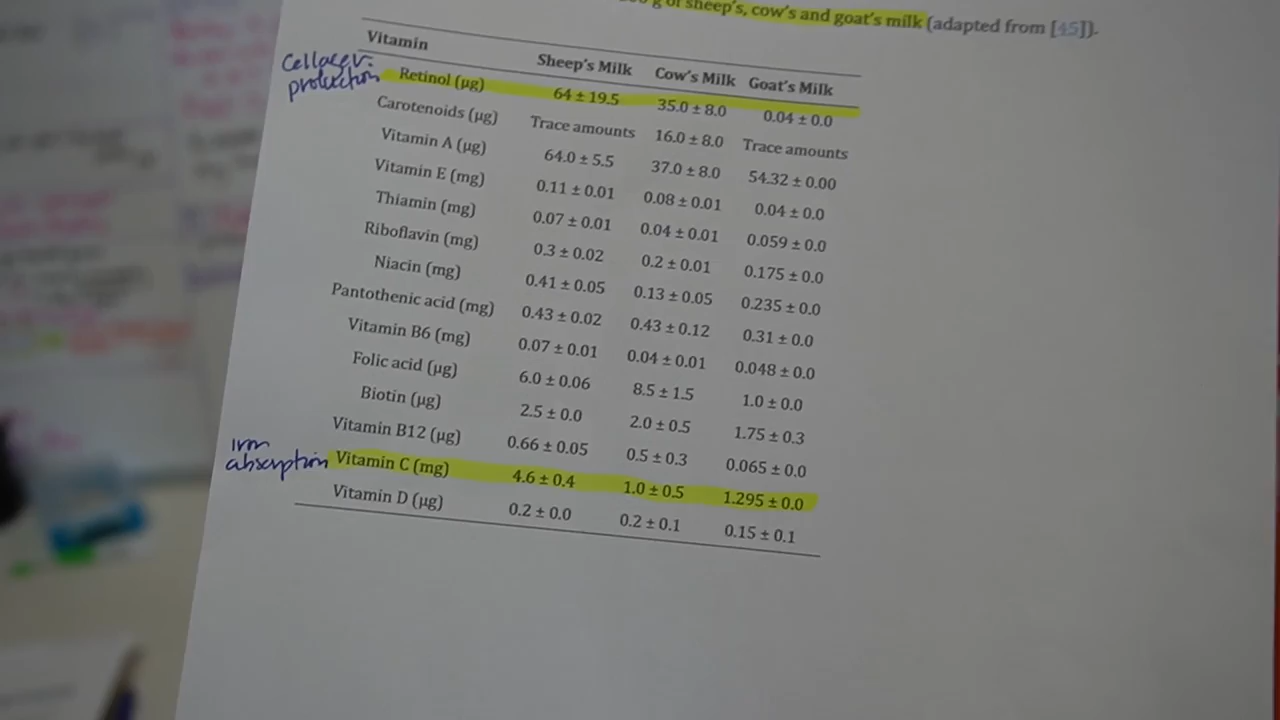 g of sheep's, cow's and goat's milk (adapted from [45]).
Vitamin Sheep's Milk Cow's Milk Goat's Milk
Cellacer.
production
Retinol (µg) 64 ± 19.5 35.0 ± 8.0 0.04 ± 0.0
Carotenoids (µg) Trace amounts 16.0 ± 8.0 Trace amounts
Vitamin A (µg) 64.0 ± 5.5 37.0 ± 8.0 54.32 ± 0.00
Vitamin E (mg) 0.11 ± 0.01 0.08 ± 0.01 0.04 ± 0.0
Thiamin (mg) 0.07 ± 0.01 0.04 ± 0.01 0.059 ± 0.0
Riboflavin (mg) 0.3 ± 0.02 0.2 ± 0.01 0.175 ± 0.0
Niacin (mg) 0.41 ± 0.05 0.13 ± 0.05 0.235 ± 0.0
Pantothenic acid (mg) 0.43 ± 0.02 0.43 ± 0.12 0.31 ± 0.0
Vitamin B6 (mg) 0.07 ± 0.01 0.04 ± 0.01 0.048 ± 0.0
Folic acid (µg) 6.0 ± 0.06 8.5 ± 1.5 1.0 ± 0.0
Biotin (µg) 2.5 ± 0.0 2.0 ± 0.5 1.75 ± 0.3
Vitamin B12 (µg) 0.66 ± 0.05 0.5 ± 0.3 0.065 ± 0.0
Iron
absorption
Vitamin C (mg) 4.6 ± 0.4 1.0 ± 0.5 1.295 ± 0.0
Vitamin D (µg) 0.2 ± 0.0 0.2 ± 0.1 0.15 ± 0.1